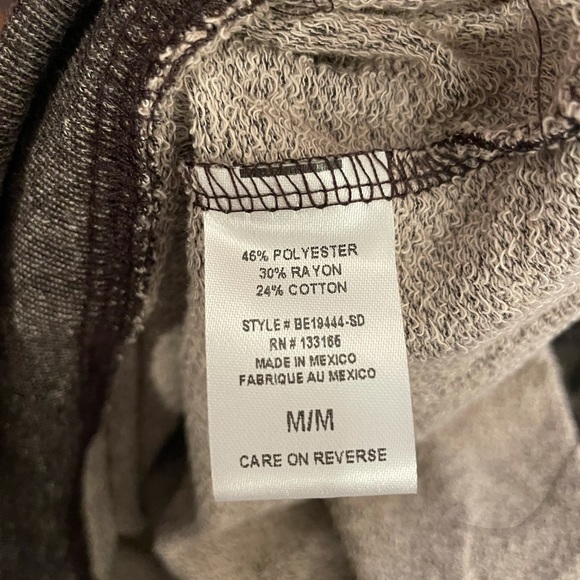 46% POLYESTER
30% RAYON
24% COTTON
STYLE # BE19444-SD
RN # 133165
MADE IN MEXICO
FABRIQUE AU MEXICO
M/M
CARE ON REVERSE